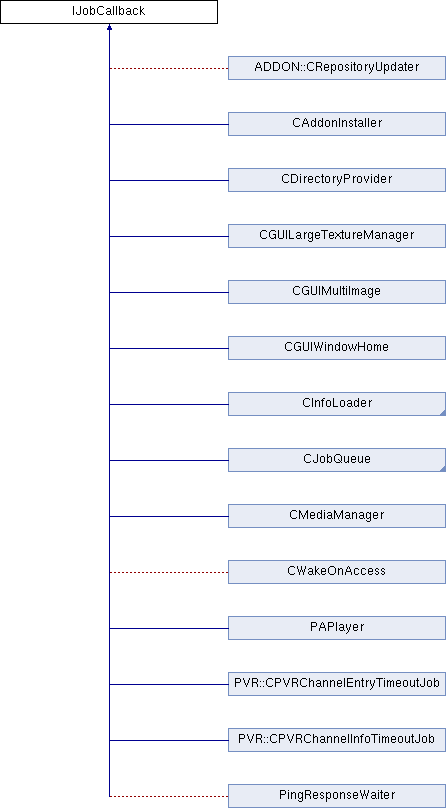 IJobCallback
ADDON::CRepositoryUpdater
CAddonInstaller
CDirectoryProvider
CGUILargeTextureManager
CGUIMultiImage
CGUIWindowHome
CInfoLoader
CJobQueue
CMediaManager
CWakeOnAccess
PAPlayer
PVR::CPVRChannelEntryTimeoutJob
PVR::CPVRChannelInfoTimeoutJob
PingResponseWaiter